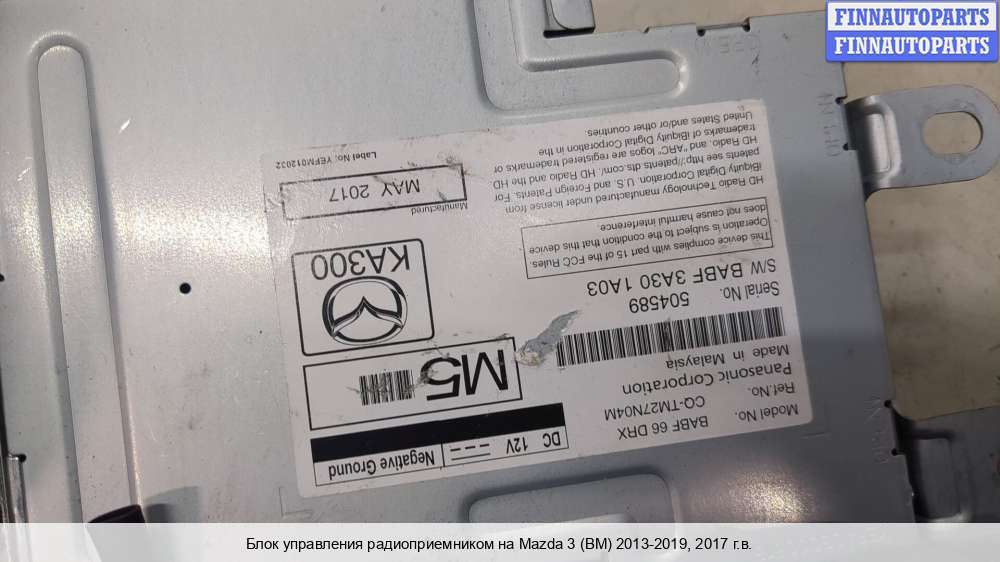 FINNAUTOPARTS
FINNAUTOPARTS
Model No. BABF 66 DRX
Ref.No. CQ-TM27N04M
Panasonic Corporation
Made in Malaysia
DC 12V
Negative Ground
M5
Serial No. 504589
S/W BABF 3A30 1A03
KA300
This device complies with part 15 of the FCC Rules.
Operation is subject to the condition that this device
does not cause harmful interference.
Manufactured
MAY 2017
HD Radio Technology manufactured under license from
iBiquity Digital Corporation. U.S. and Foreign Patents. For
patents see http://patents.dts.com/. HD Radio and the HD
HD Radio, and "ARC" logos are registered trademarks or
trademarks of iBiquity Digital Corporation in the
United States and/or other countries.
Label No. YEFN012032
Блок управления радиоприемником на Mazda 3 (BM) 2013-2019, 2017 г.в.